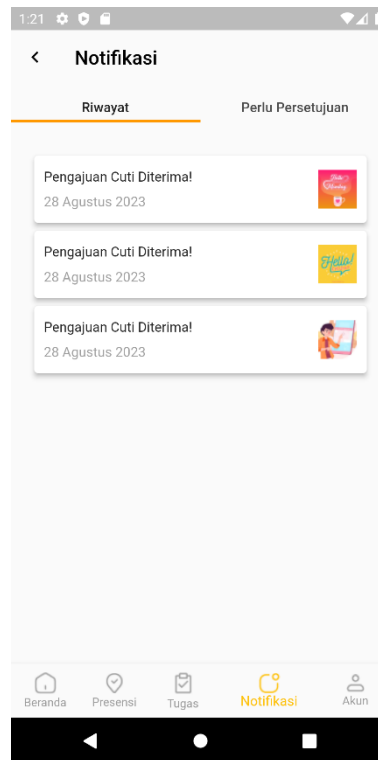 1:21
Notifikasi
Riwayat
Perlu Persetujuan
Pengajuan Cuti Diterima!
28 Agustus 2023
Pengajuan Cuti Diterima!
28 Agustus 2023
Hello!
Pengajuan Cuti Diterima!
28 Agustus 2023
Beranda
Presensi
Tugas
Notifikasi
Akun